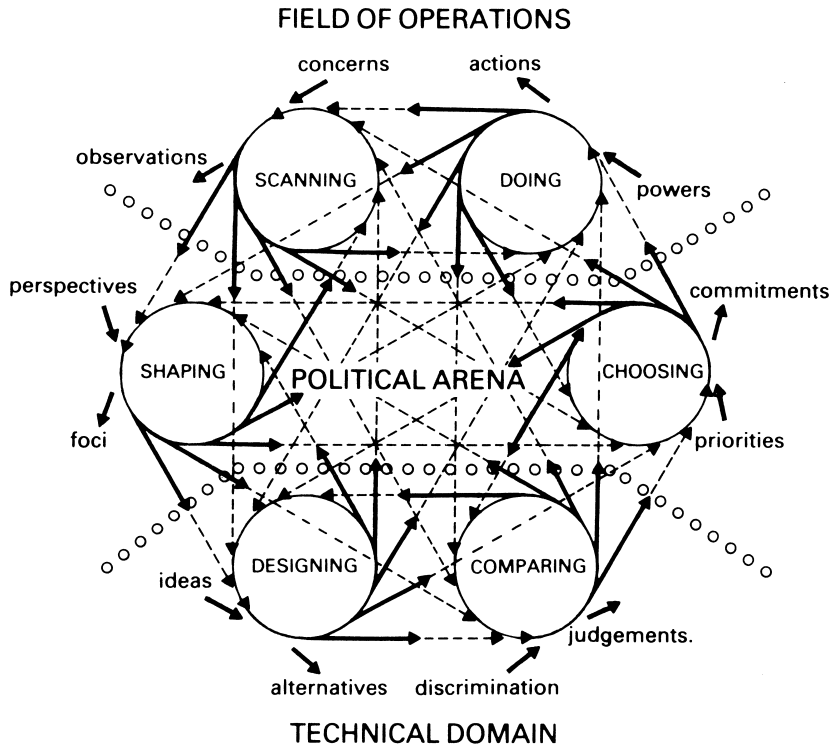 FIELD OF OPERATIONS
concerns
actions
observations
SCANNING
DOING
powers
perspectives
commitments
SHAPING
POLITICAL ARENA
CHOOSING
foci
priorities
ideas
DESIGNING
COMPARING
judgements.
alternatives
discrimination
TECHNICAL DOMAIN